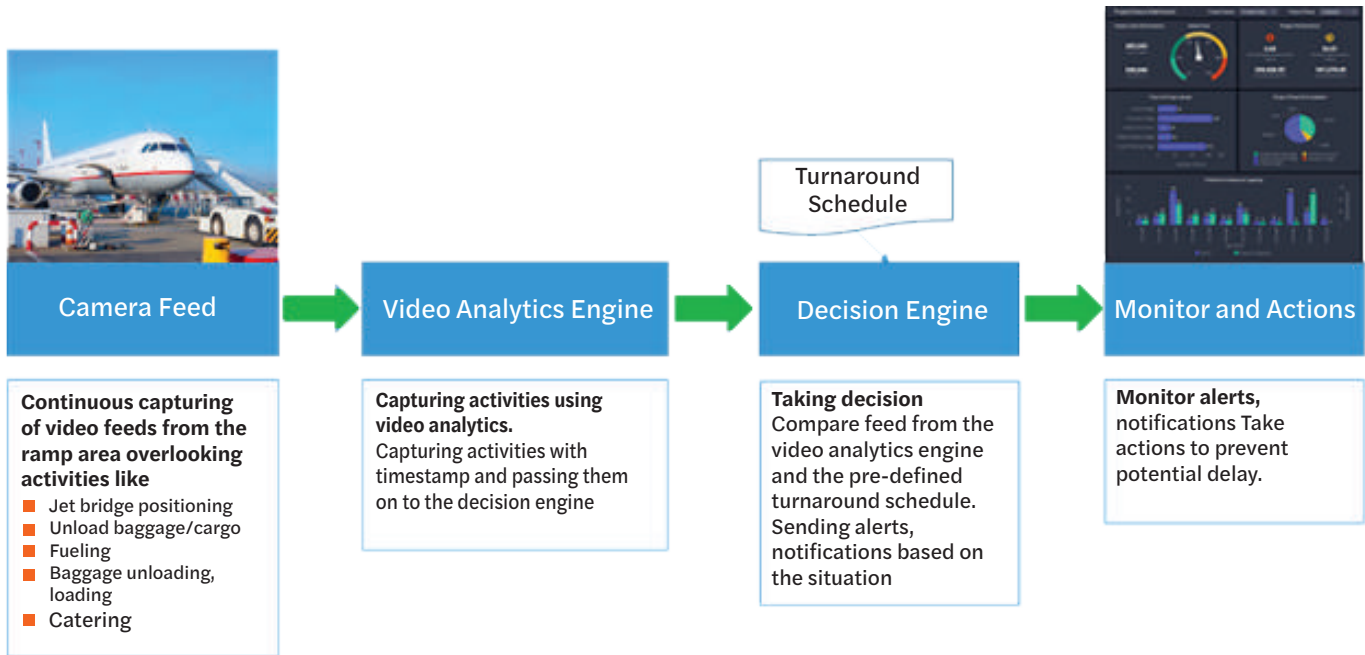 Turnaround
Schedule
Camera Feed
Video Analytics Engine
Decision Engine
Monitor and Actions
Continuous capturing
of video feeds from the
ramp area overlooking
activities like
Jet bridge positioning
Unload baggage/cargo
Fueling
Baggage unloading,
loading
Catering
Capturing activities using
video analytics.
Capturing activities with
timestamp and passing them
on to the decision engine
Taking decision
Compare feed from the
video analytics engine
and the pre-defined
turnaround schedule.
Sending alerts,
notifications based on
the situation
Monitor alerts,
notifications Take
actions to prevent
potential delay.